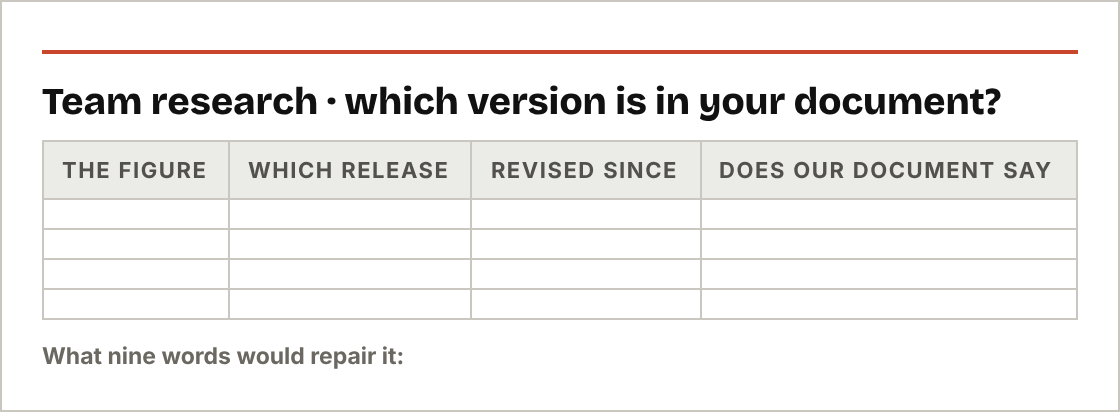 Team research · which version is in your document?
THE FIGURE WHICH RELEASE REVISED SINCE DOES OUR DOCUMENT SAY
What nine words would repair it: